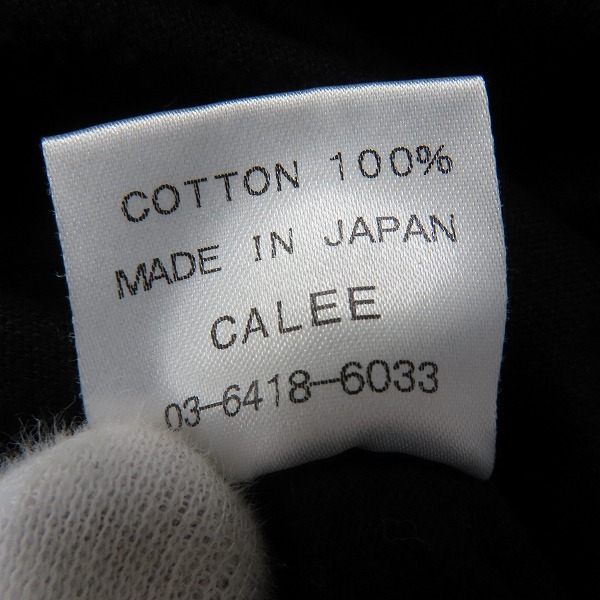 COTTON 100%
MADE IN JAPAN
CALEE
03-6418-6033